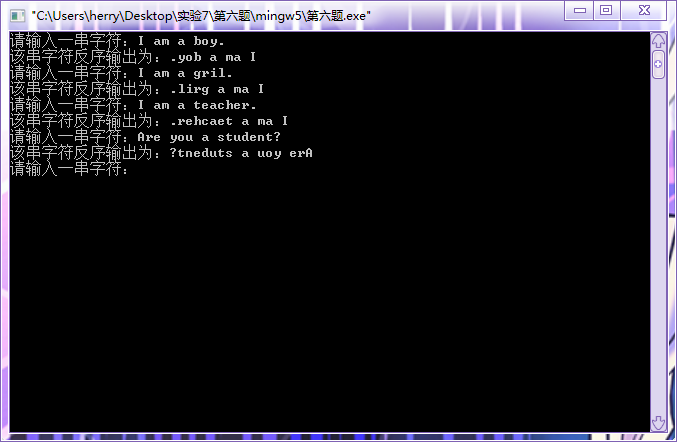 "C:\Users\herry\Desktop\实验7\第六题\mingw5\第六题.exe"
请输入一串字符：I am a boy.
该串字符反序输出为：.yob a ma I
请输入一串字符：I am a gril.
该串字符反序输出为：.lirg a ma I
请输入一串字符：I am a teacher.
该串字符反序输出为：.rehcaet a ma I
请输入一串字符：Are you a student?
该串字符反序输出为：?tneduts a uoy erA
请输入一串字符：